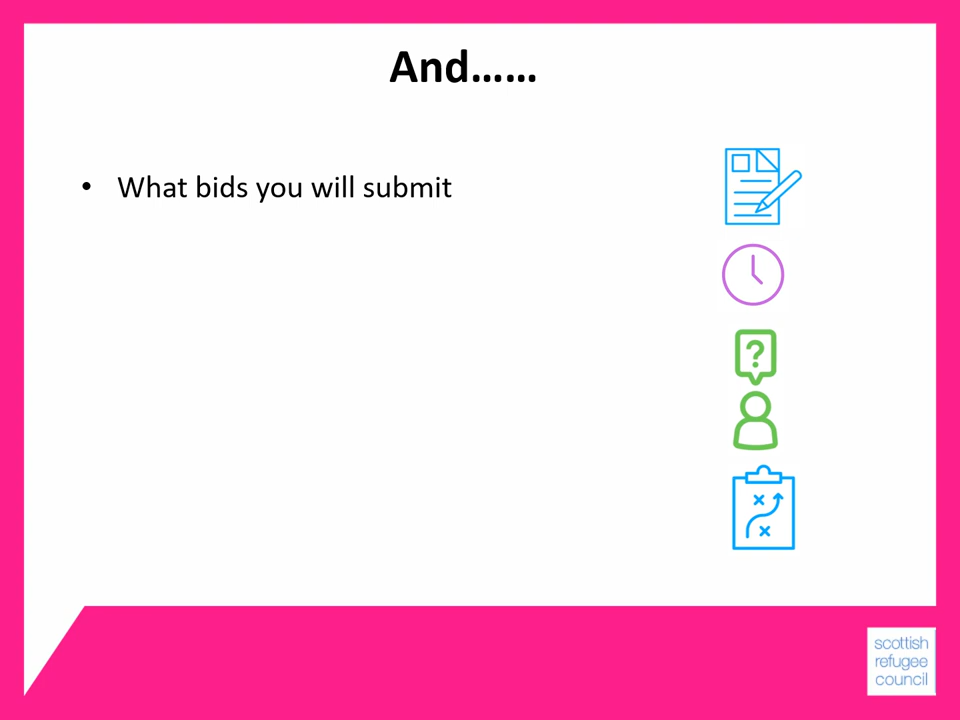 And……
• What bids you will submit
?
scottish
refugee
council